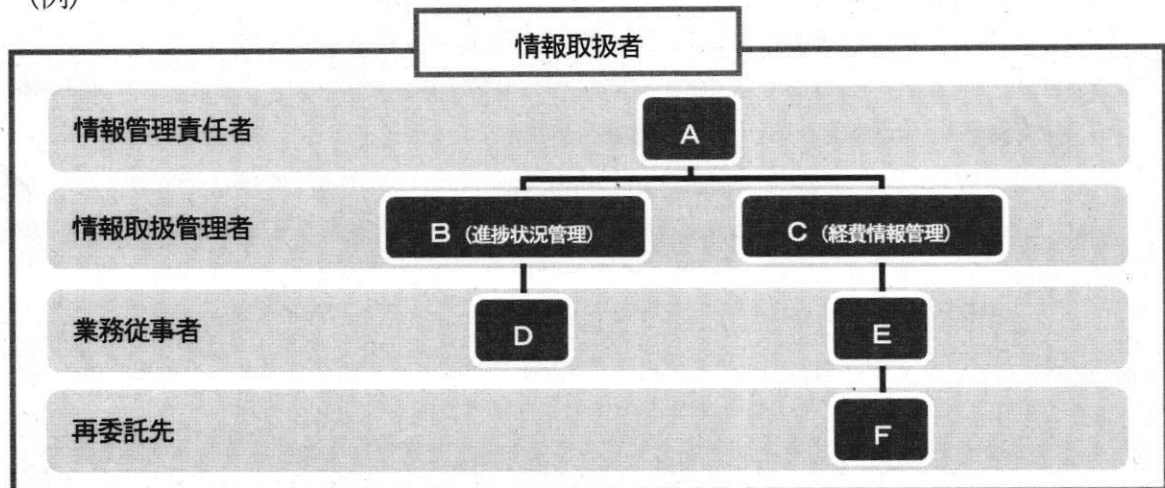 （例）
情報取扱者
情報管理責任者
A
情報取扱管理者
B（進捗状況管理）
C（経費情報管理）
業務従事者
D
E
再委託先
F